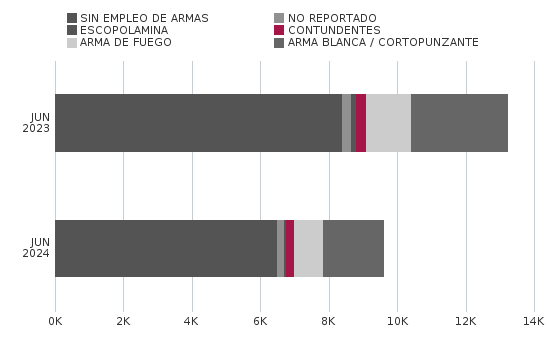 SIN EMPLEO DE ARMAS
NO REPORTADO
ESCOPOLAMINA
CONTUNDENTES
ARMA DE FUEGO
ARMA BLANCA / CORTOPUNZANTE
JUN
2023
JUN
2024
0K 2K 4K 6K 8K 10K 12K 14K